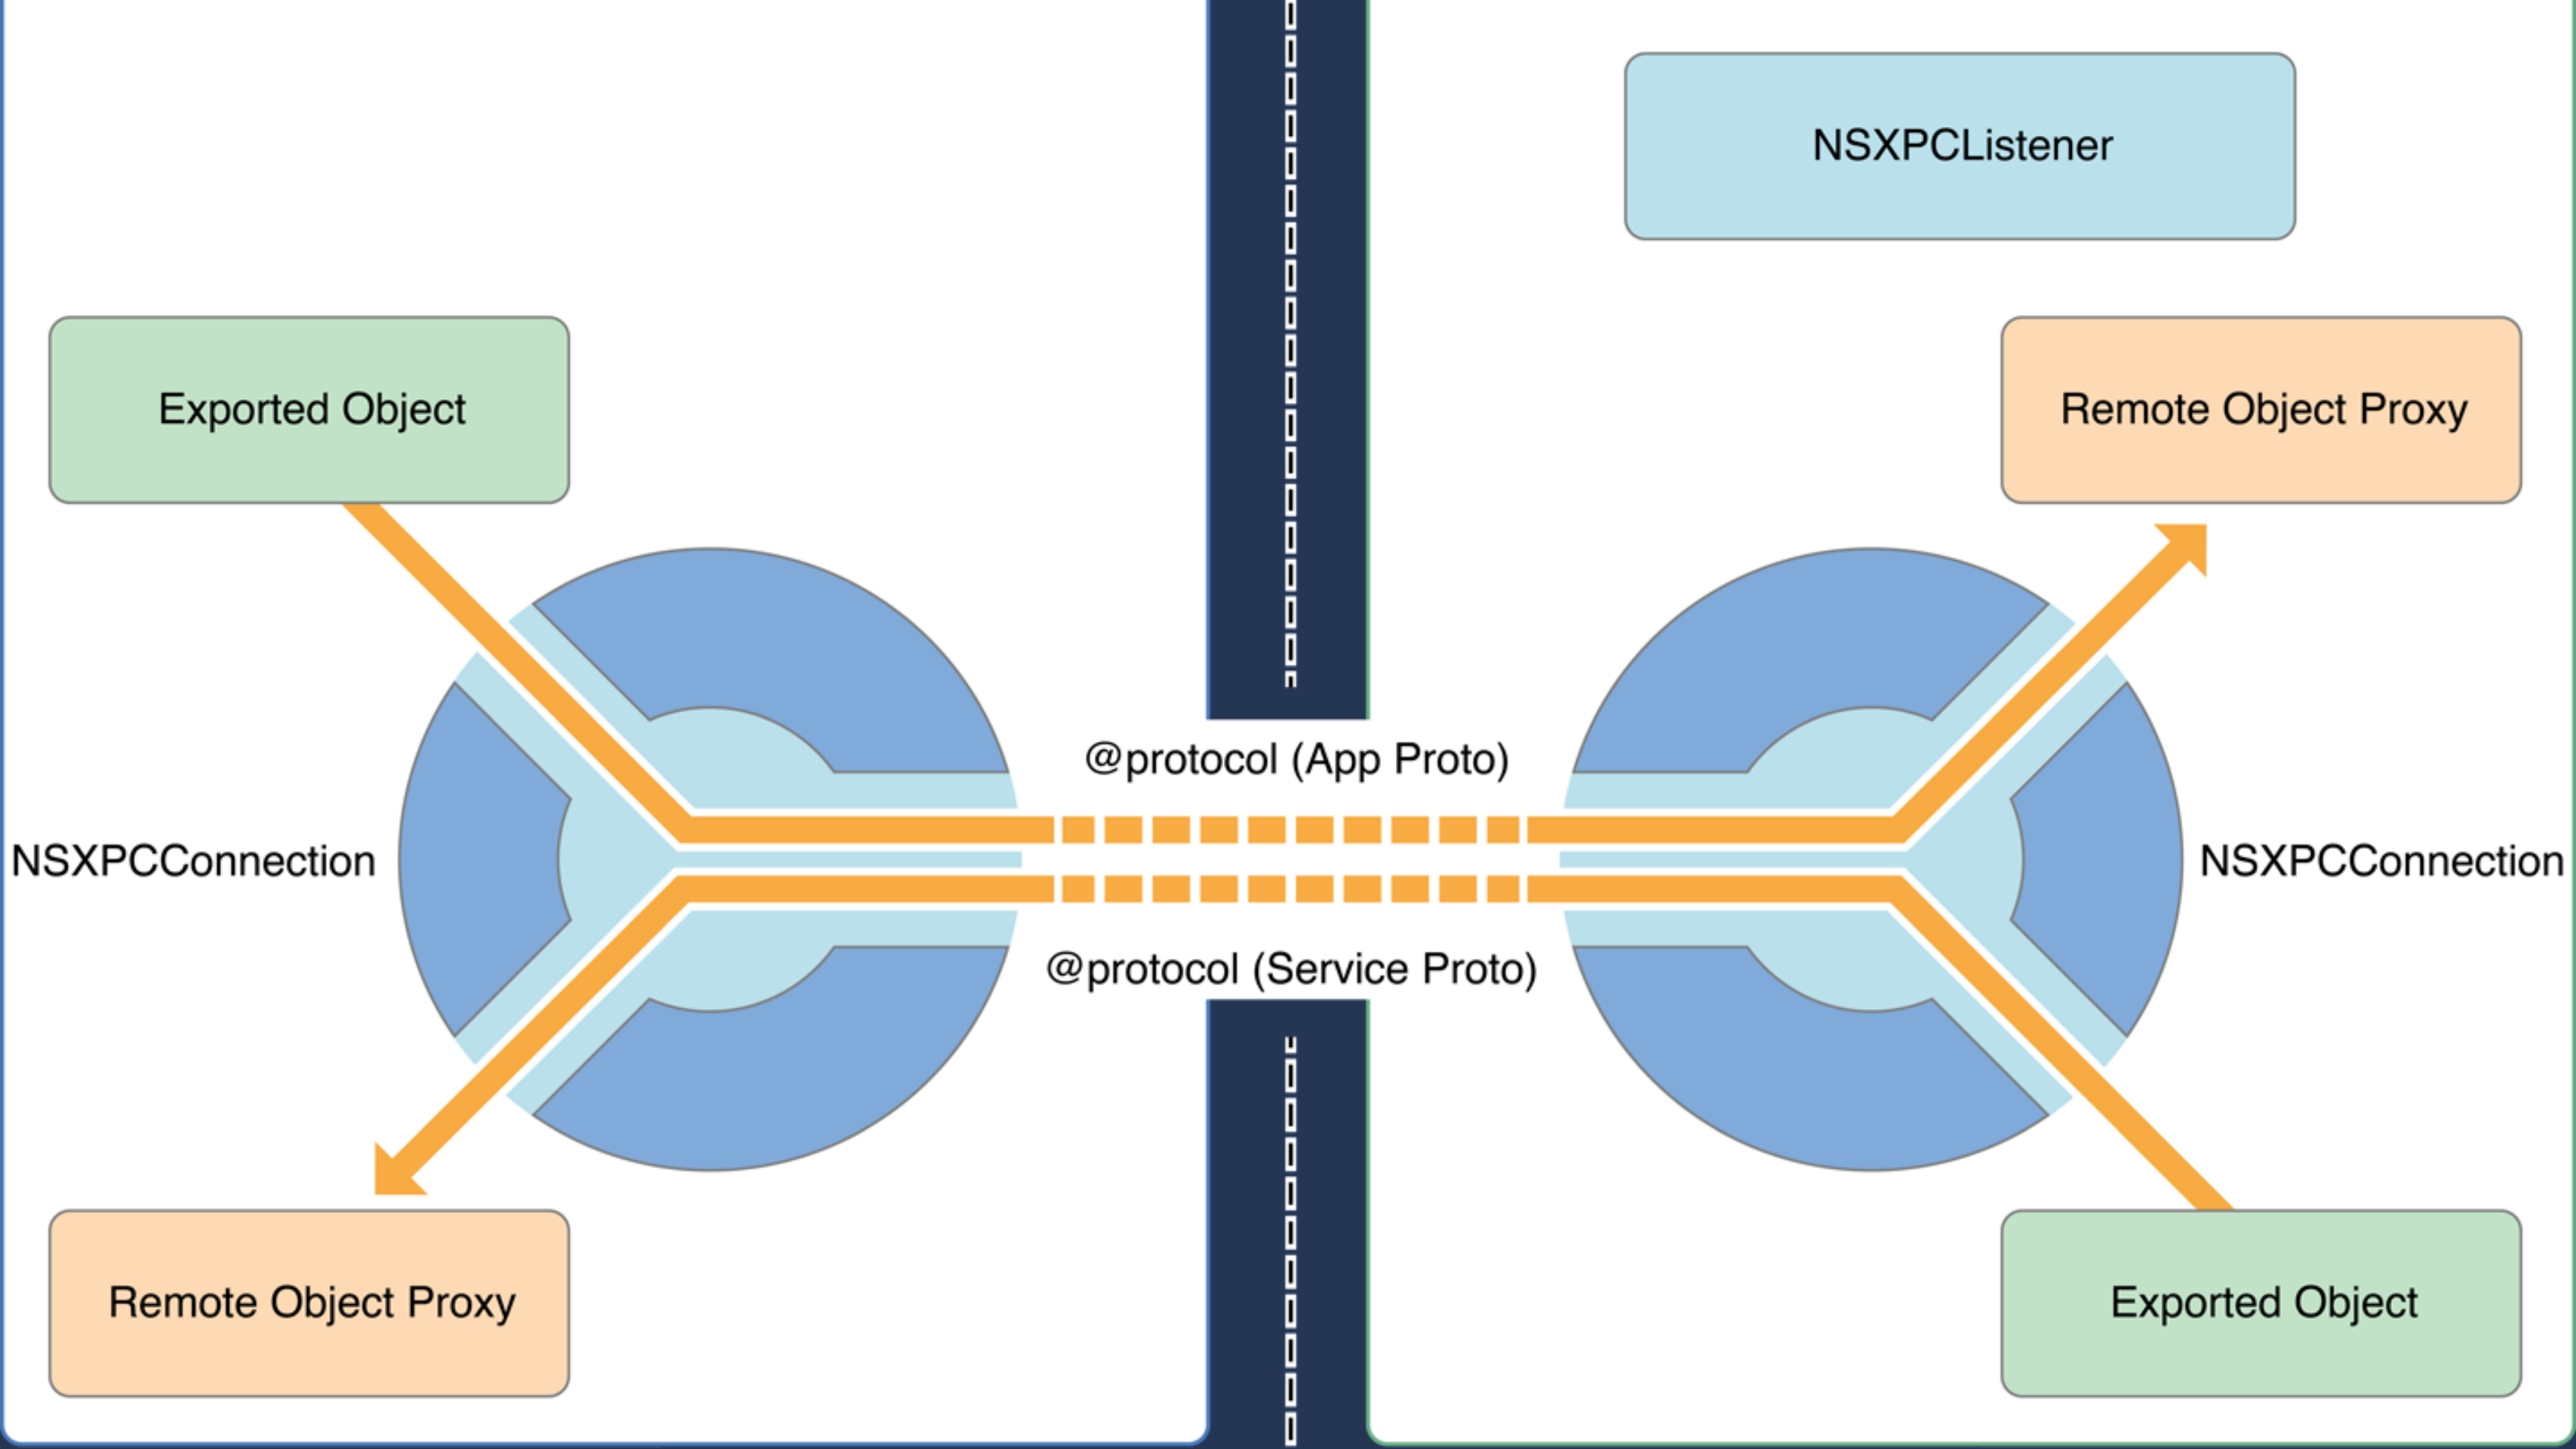 NSXPCListener
Exported Object
Remote Object Proxy
@protocol (App Proto)
NSXPCConnection
NSXPCConnection
@protocol (Service Proto)
Remote Object Proxy
Exported Object